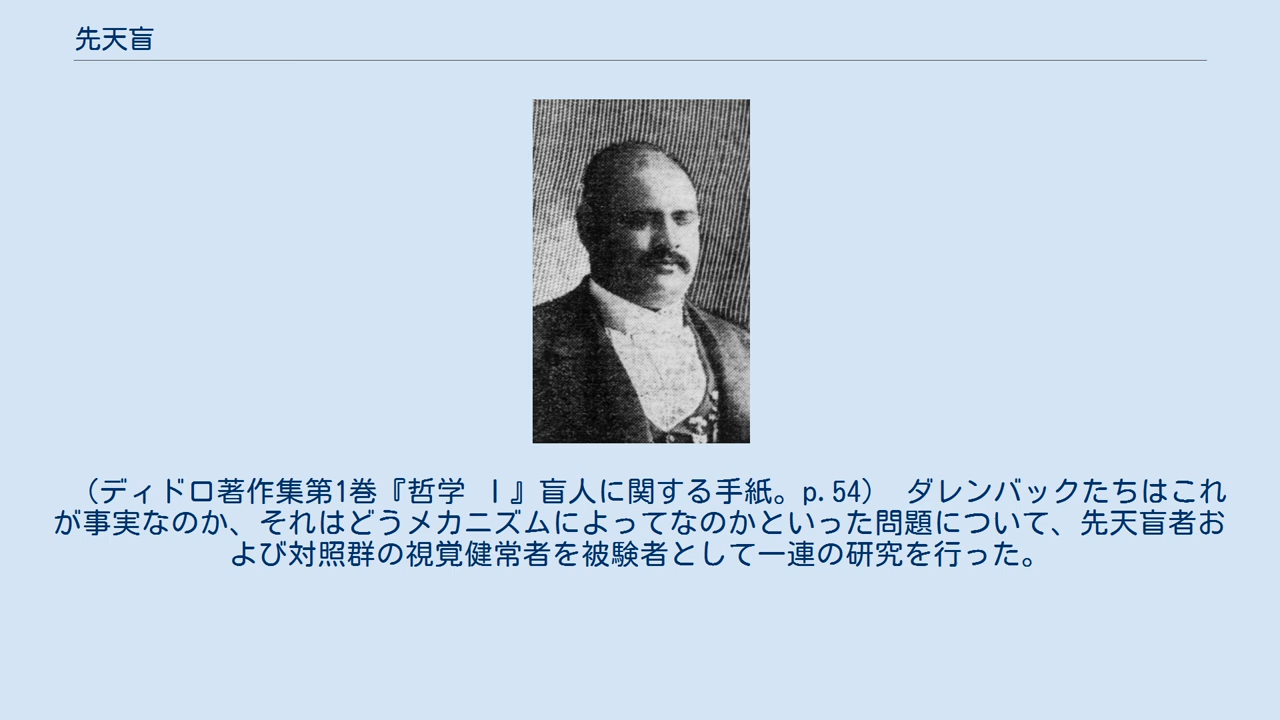 先天盲
（ディドロ著作集第1巻『哲学 Ⅰ』盲人に関する手紙。p.54） ダレンバックたちはこれ
が事実なのか、それはどうメカニズムによってなのかといった問題について、先天盲者お
よび対照群の視覚健常者を被験者として一連の研究を行った。